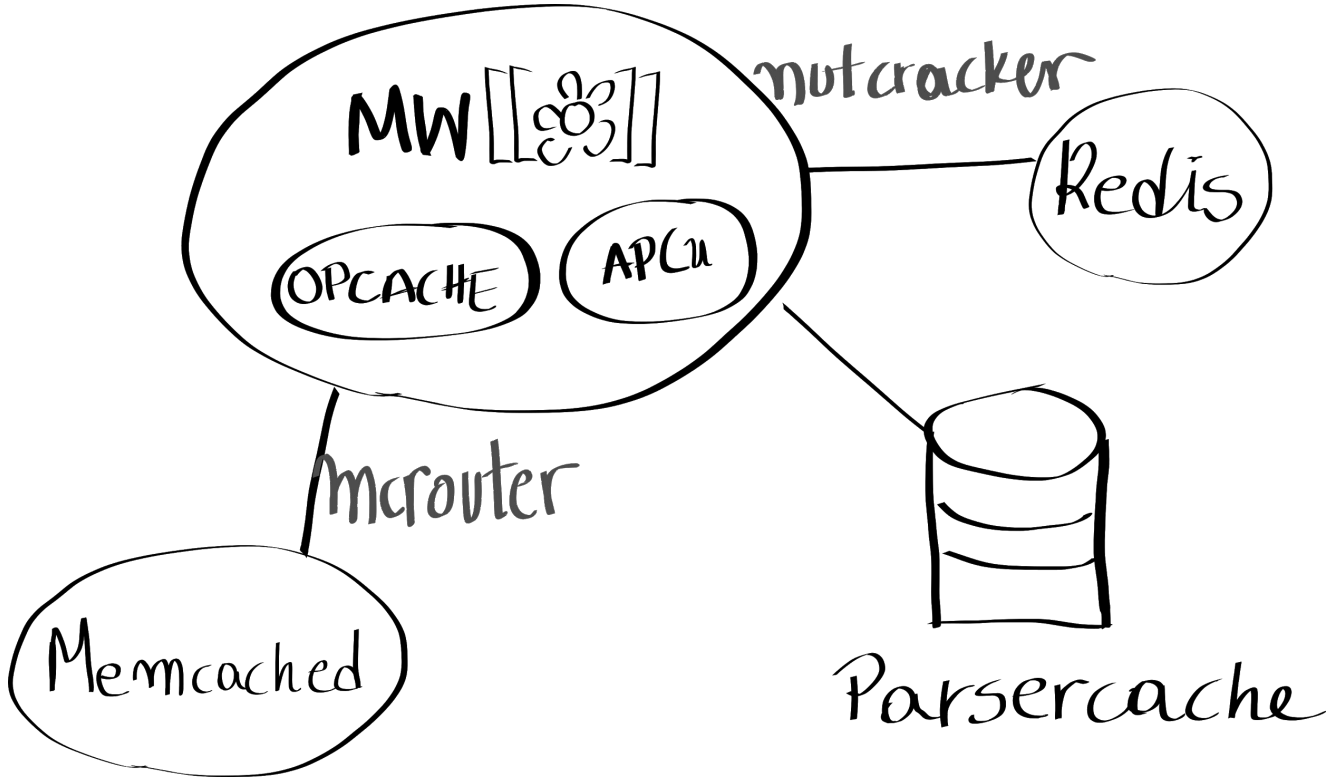 MW[[ ]]
nutcracker
Redis
OPCACHE
APCu
mcrouter
Memcached
Parsercache